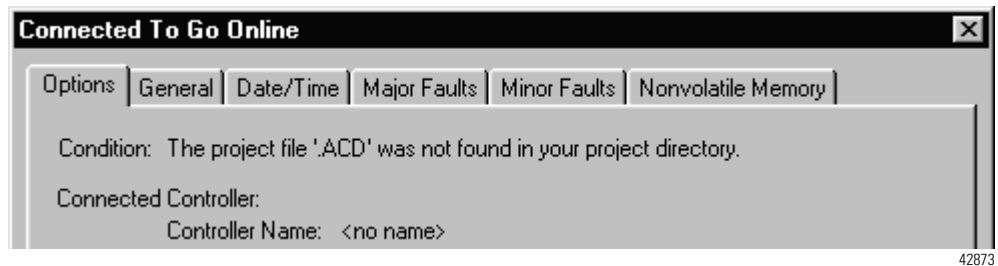 Connected To Go Online
Options General Date/Time Major Faults Minor Faults Nonvolatile Memory
Condition: The project file '.ACD' was not found in your project directory.
Connected Controller:
Controller Name: <no name>
42873